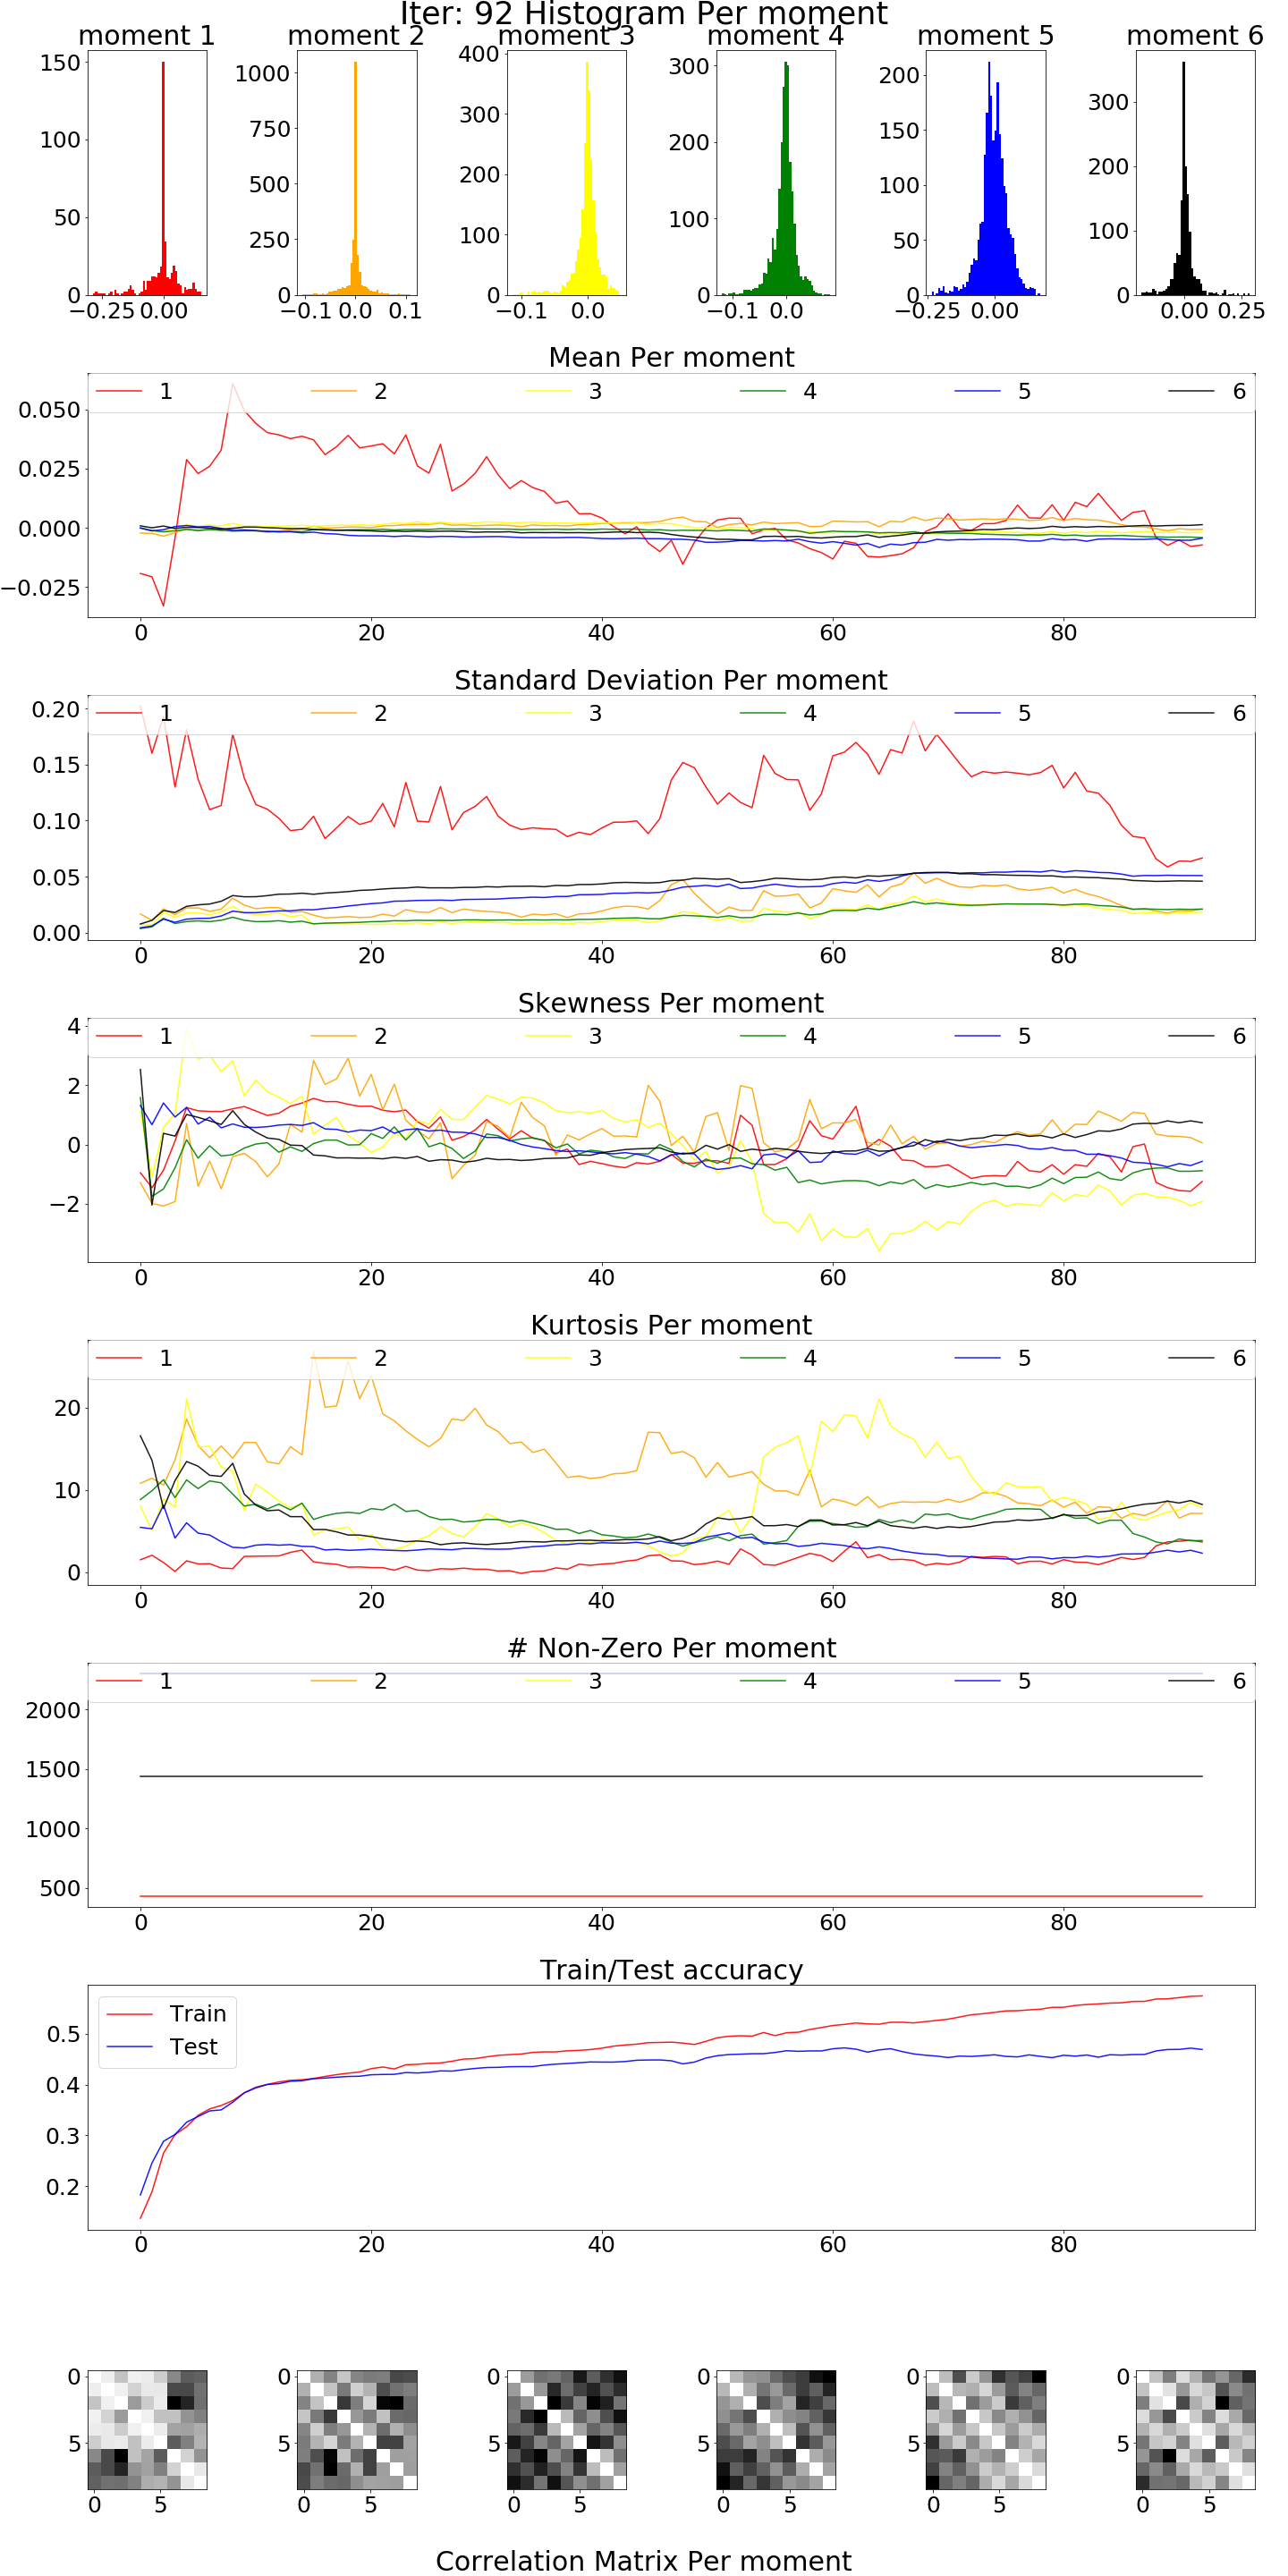 Iter: 92 Histogram Per moment
moment 1 moment 2 moment 3 moment 4 moment 5 moment 6
150 1000 400 300 200 300
100 750 300 200 150 200
50 500 200 100 100 100
0 250 100 0 50 0
0 0 0
−0.25 0.00 −0.1 0.0 0.1 −0.1 0.0 −0.1 0.0 −0.25 0.00 0.00 0.25
Mean Per moment
1 2 3 4 5 6
0.050
0.025
0.000
−0.025
0 20 40 60 80
Standard Deviation Per moment
0.20
1 2 3 4 5 6
0.15
0.10
0.05
0.00
0 20 40 60 80
Skewness Per moment
4
1 2 3 4 5 6
2
0
−2
0 20 40 60 80
Kurtosis Per moment
1 2 3 4 5 6
20
10
0
0 20 40 60 80
# Non-Zero Per moment
1 2 3 4 5 6
2000
1500
1000
500
0 20 40 60 80
Train/Test accuracy
Train
Test
0.5
0.4
0.3
0.2
0 20 40 60 80
0 0 0 0 0 0
5 5 5 5 5 5
0 5 0 5 0 5 0 5 0 5 0 5
Correlation Matrix Per moment